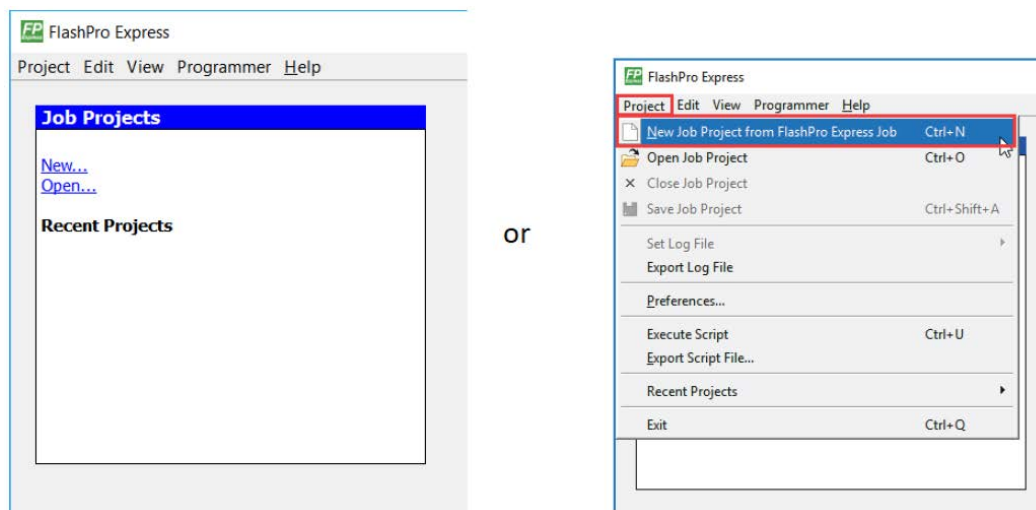 FP FlashPro Express
Project Edit View Programmer Help
Job Projects
New...
Open...
Recent Projects
or
FP FlashPro Express
Project Edit View Programmer Help
New Job Project from FlashPro Express Job Ctrl+N
Open Job Project Ctrl+O
Close Job Project
Save Job Project Ctrl+Shift+A
Set Log File
Export Log File
Preferences...
Execute Script Ctrl+U
Export Script File...
Recent Projects
Exit Ctrl+Q